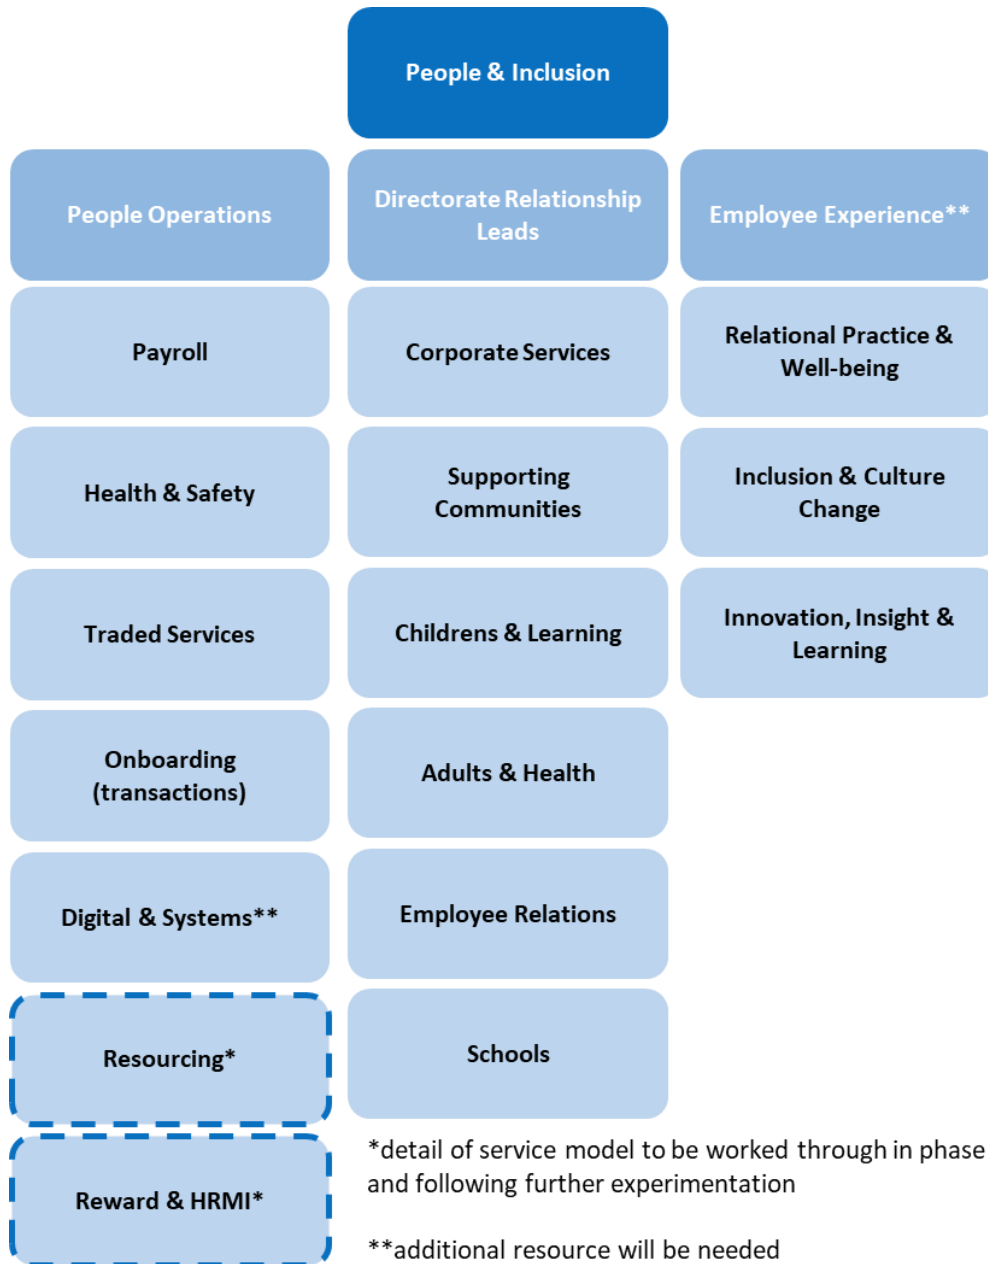 People & Inclusion
People Operations
Directorate Relationship
Leads
Employee Experience**
Payroll
Corporate Services
Relational Practice &
Well-being
Health & Safety
Supporting
Communities
Inclusion & Culture
Change
Traded Services
Childrens & Learning
Innovation, Insight &
Learning
Onboarding
(transactions)
Adults & Health
Digital & Systems**
Employee Relations
Resourcing*
Schools
Reward & HRMI*
*detail of service model to be worked through in phase
and following further experimentation
**additional resource will be needed